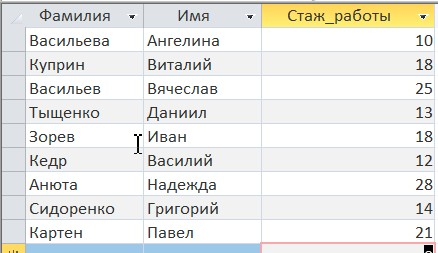 Фамилия Имя Стаж_работы
Васильева Ангелина 10
Куприн Виталий 18
Васильев Вячеслав 25
Тыщенко Даниил 13
Зорев Иван 18
Кедр Василий 12
Анюта Надежда 28
Сидоренко Григорий 14
Картен Павел 21